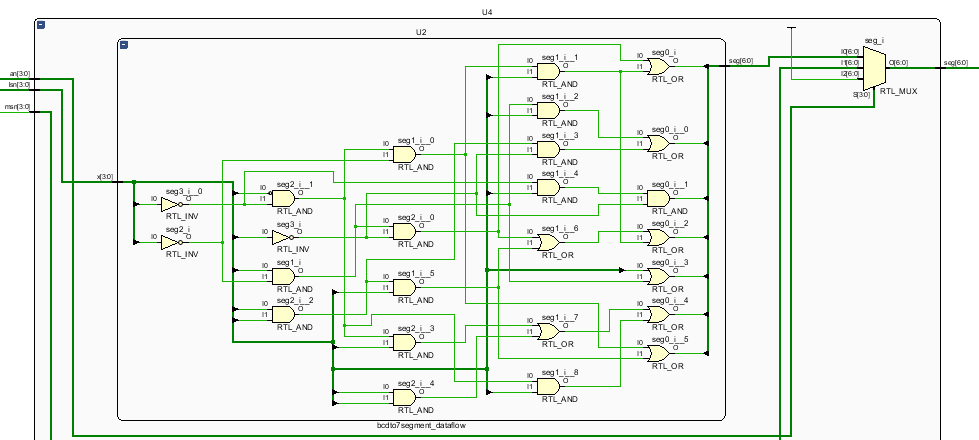 U4
U2
an[3:0]
lsn[3:0]
msn[3:0]
x[3:0]
seg3_i__0
I0 O
RTL_INV
seg2_i
I0 O
RTL_INV
seg2_i__1
I0 O
I1
RTL_AND
seg3_i
I0 O
RTL_INV
seg1_i
I0 O
I1
RTL_AND
seg2_i__2
I0 O
I1
RTL_AND
seg1_i__0
I0 O
I1
RTL_AND
seg2_i__0
I0 O
I1
RTL_AND
seg1_i__5
I0 O
I1
RTL_AND
seg2_i__3
I0 O
I1
RTL_AND
seg2_i__4
I0 O
I1
RTL_AND
seg1_i__1
I0 O
I1
RTL_AND
seg1_i__2
I0 O
I1
RTL_AND
seg1_i__3
I0 O
I1
RTL_AND
seg1_i__4
I0 O
I1
RTL_AND
seg1_i__6
I0 O
I1
RTL_OR
seg1_i__7
I0 O
I1
RTL_OR
seg1_i__8
I0 O
I1
RTL_AND
seg0_i
I0 O
I1
RTL_OR
seg0_i__0
I0 O
I1
RTL_OR
seg0_i__1
I0 O
I1
RTL_AND
seg0_i__2
I0 O
I1
RTL_OR
seg0_i__3
I0 O
I1
RTL_OR
seg0_i__4
I0 O
I1
RTL_OR
seg0_i__5
I0 O
I1
RTL_OR
seg[6:0]
bcdto7segment_dataflow
seg_i
I0[6:0]
I1[6:0] O[6:0]
I2[6:0]
S[3:0]
RTL_MUX
seg[6:0]